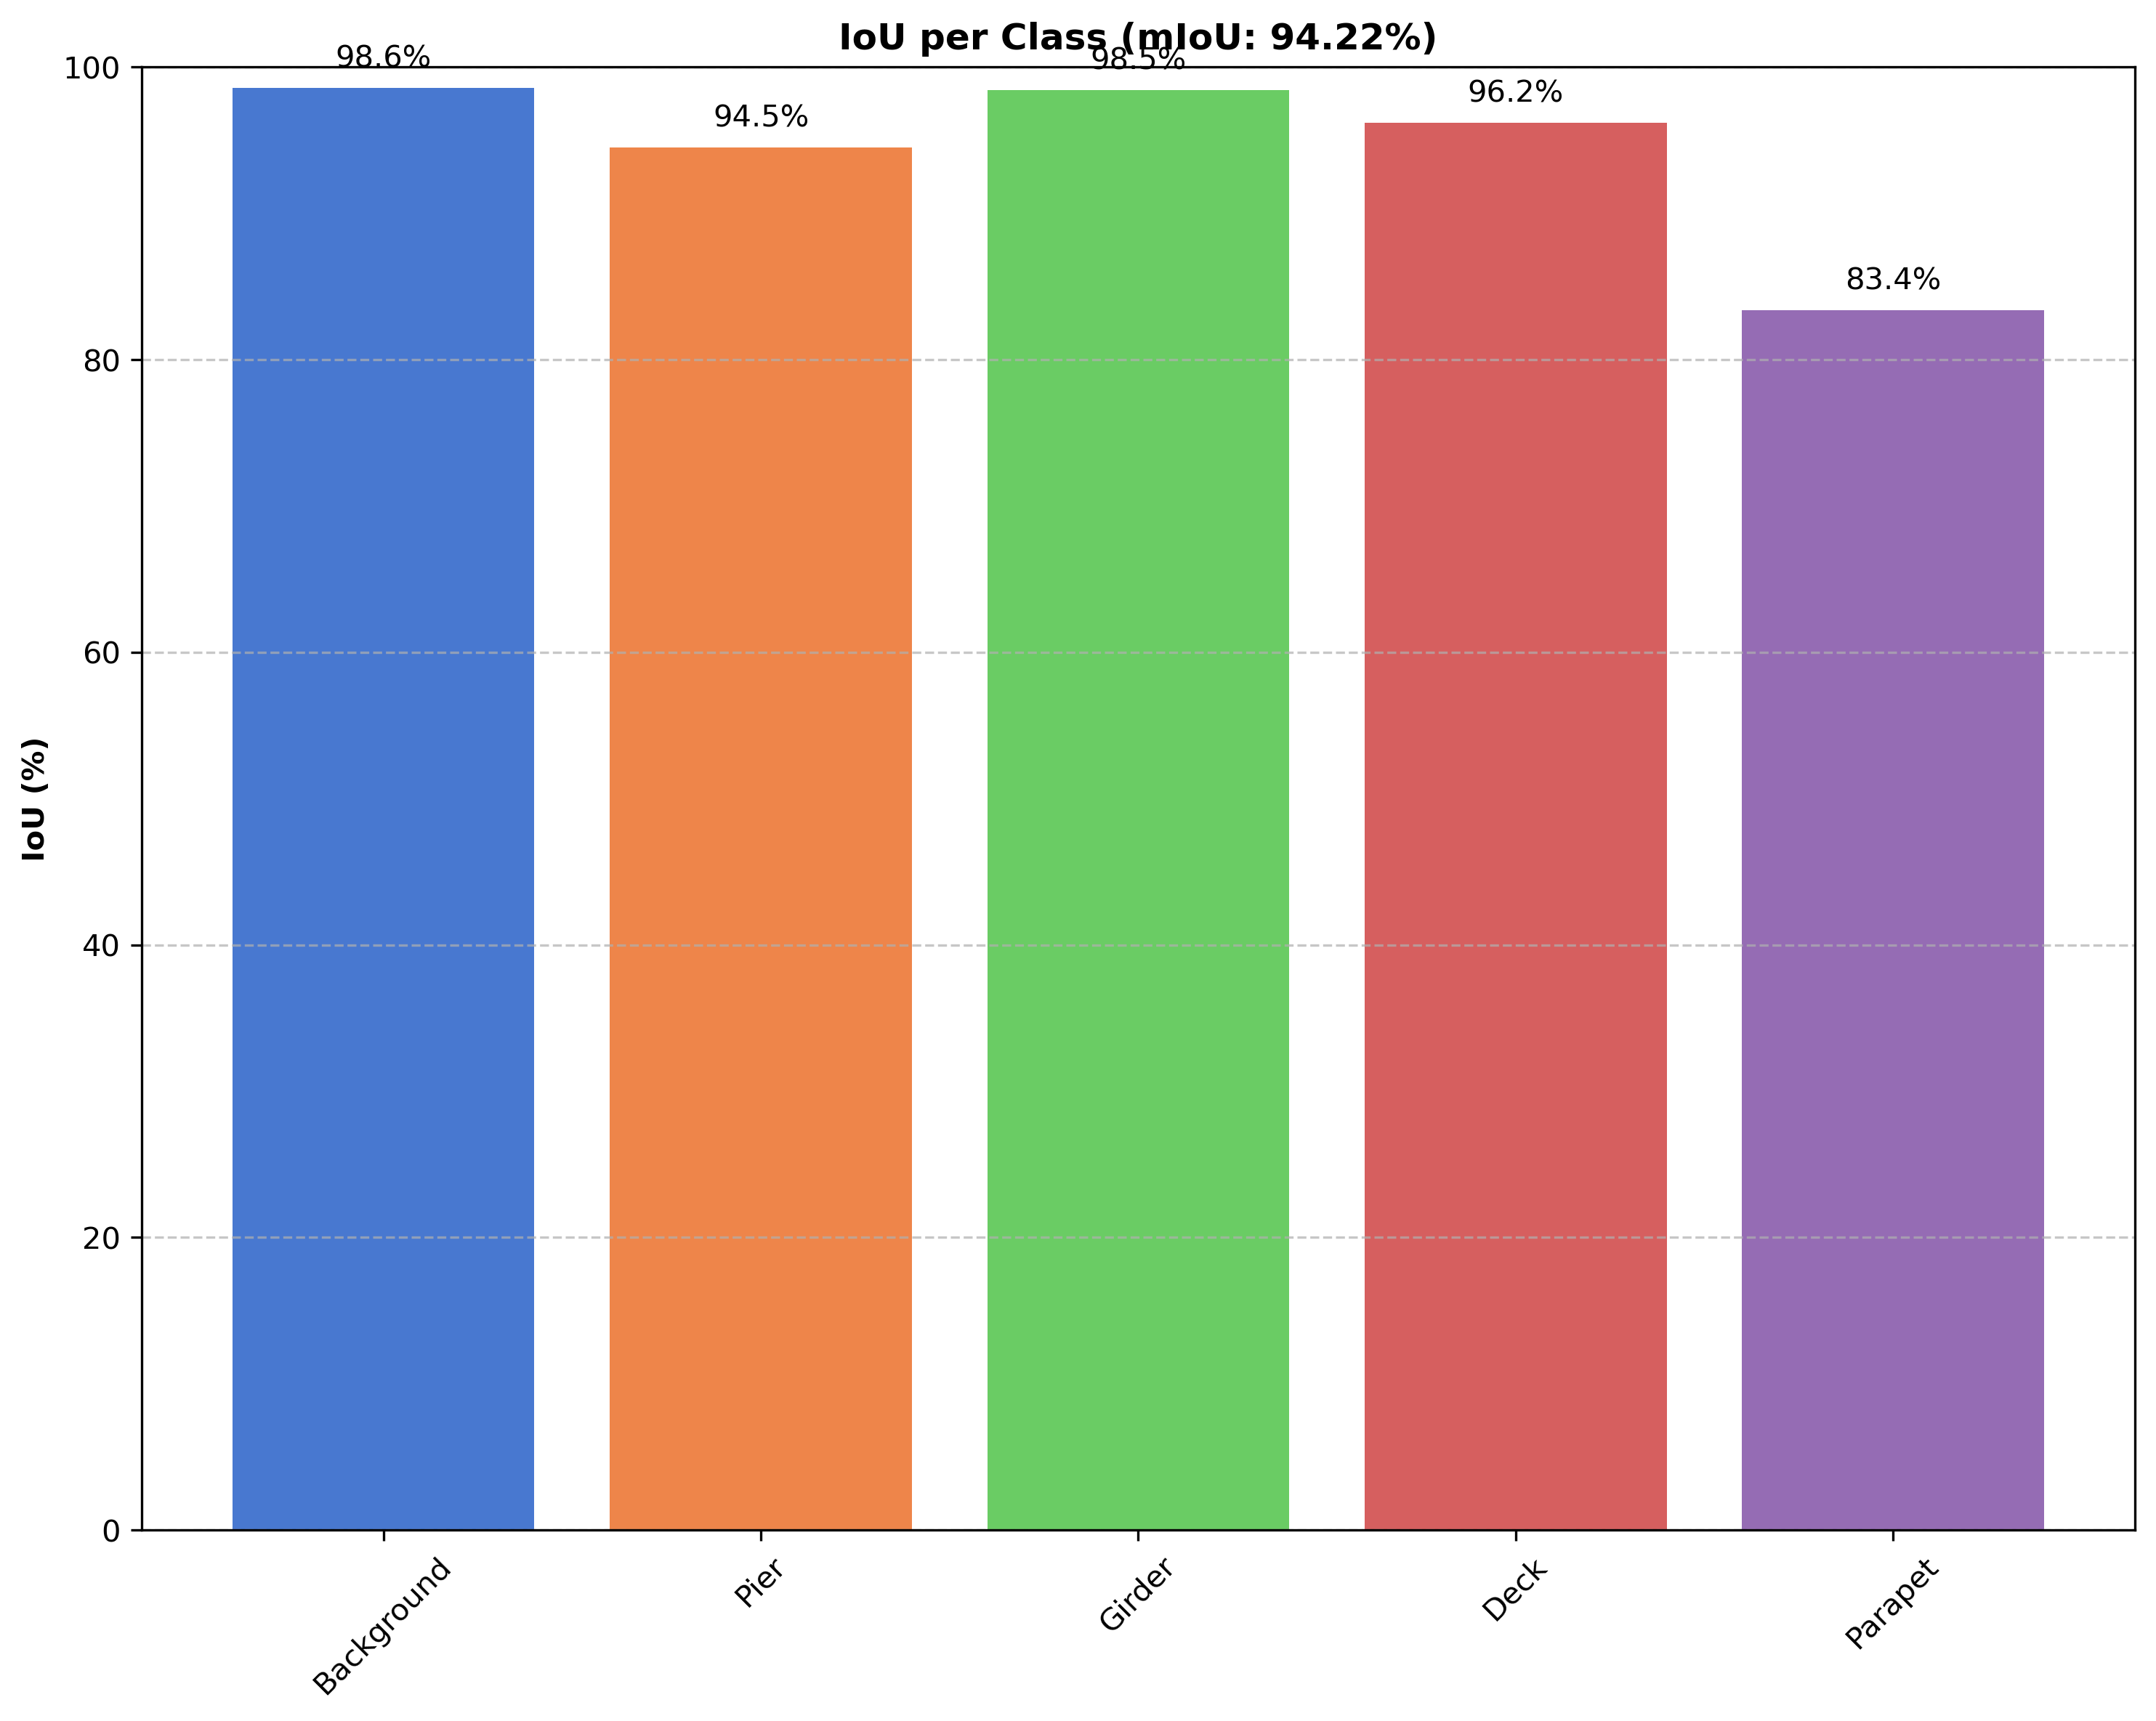 IoU per Class (mIoU: 94.22%)
98.6%
94.5%
98.5%
96.2%
83.4%
100
80
60
40
20
0
IoU (%)
Background
Pier
Girder
Deck
Parapet